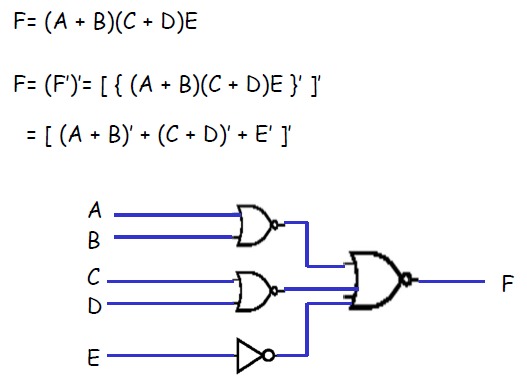 F= (A + B)(C + D)E
F= (F')'= [ { (A + B)(C + D)E }' ]'
= [ (A + B)' + (C + D)' + E' ]'
A
B
C
D
E
F